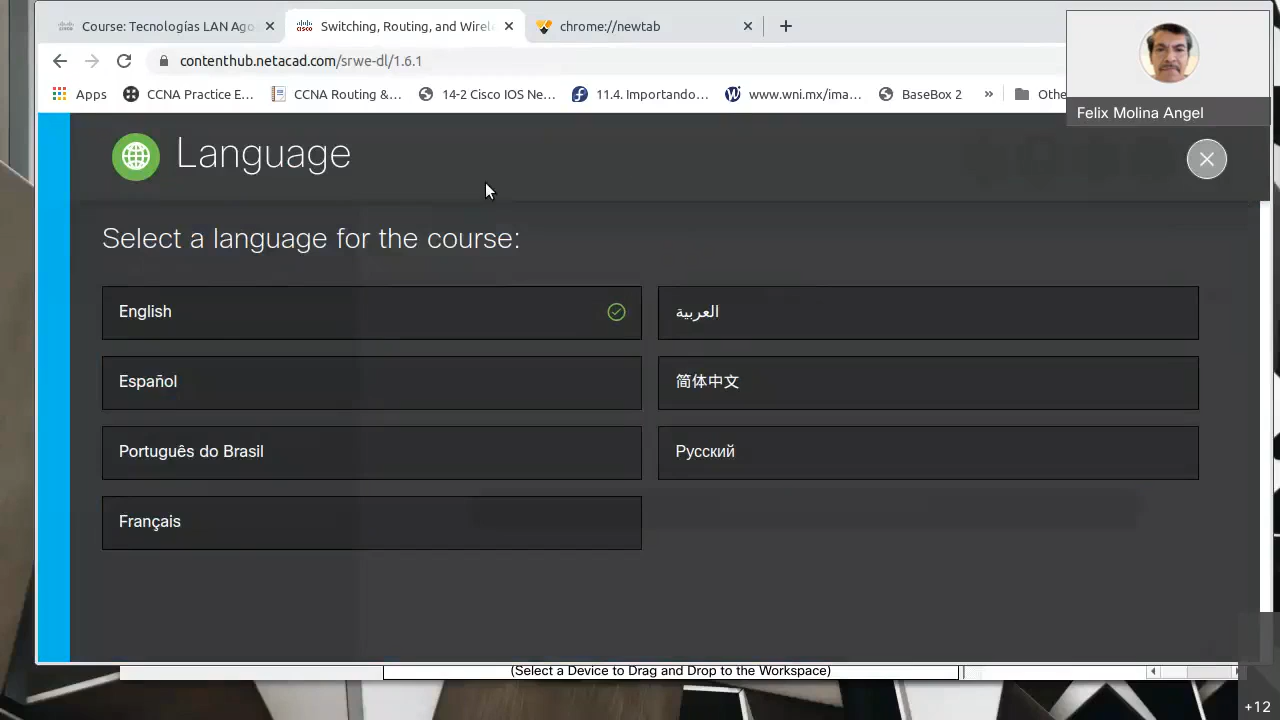 Course: Tecnologías LAN Ago
Switching, Routing, and Wirel
chrome://newtab
contenthub.netacad.com/srwe-dl/1.6.1
Apps
CCNA Practice E...
CCNA Routing &...
14-2 Cisco IOS Ne...
11.4. Importando...
www.wni.mx/ima...
BaseBox 2
»
Othe
Felix Molina Angel
Language
Select a language for the course:
English
العربية
Español
简体中文
Português do Brasil
Русский
Français
(Select a Device to Drag and Drop to the Workspace)
+12